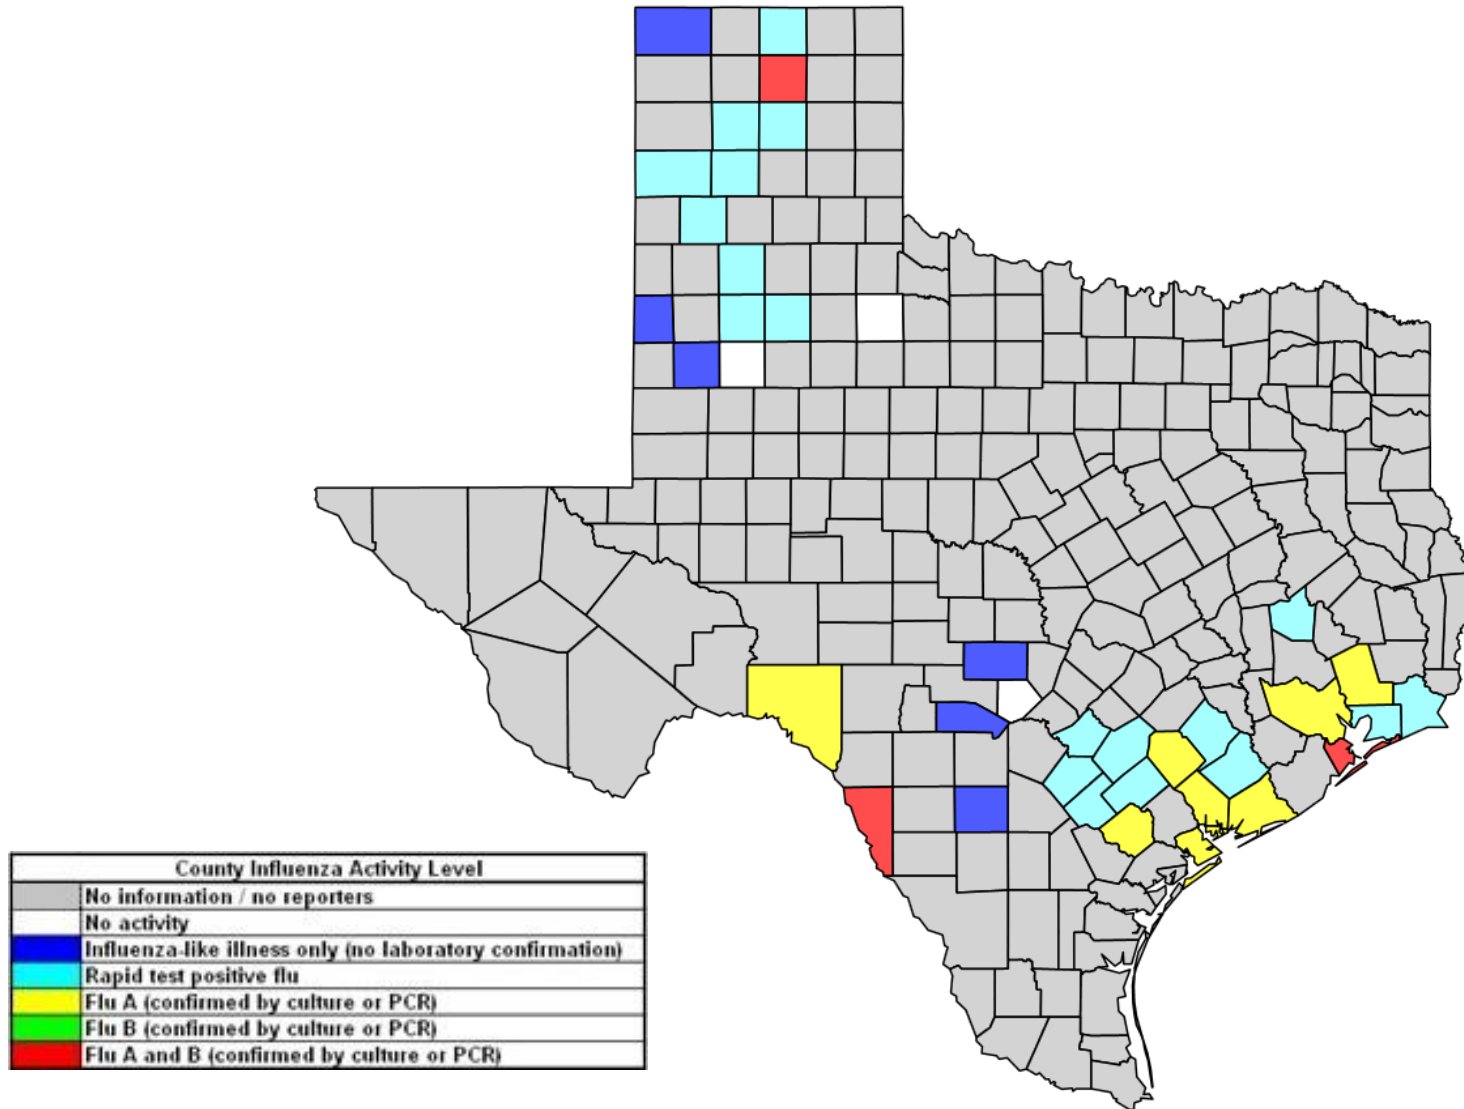 County Influenza Activity Level
No information / no reporters
No activity
Influenza-like illness only (no laboratory confirmation)
Rapid test positive flu
Flu A (confirmed by culture or PCR)
Flu B (confirmed by culture or PCR)
Flu A and B (confirmed by culture or PCR)